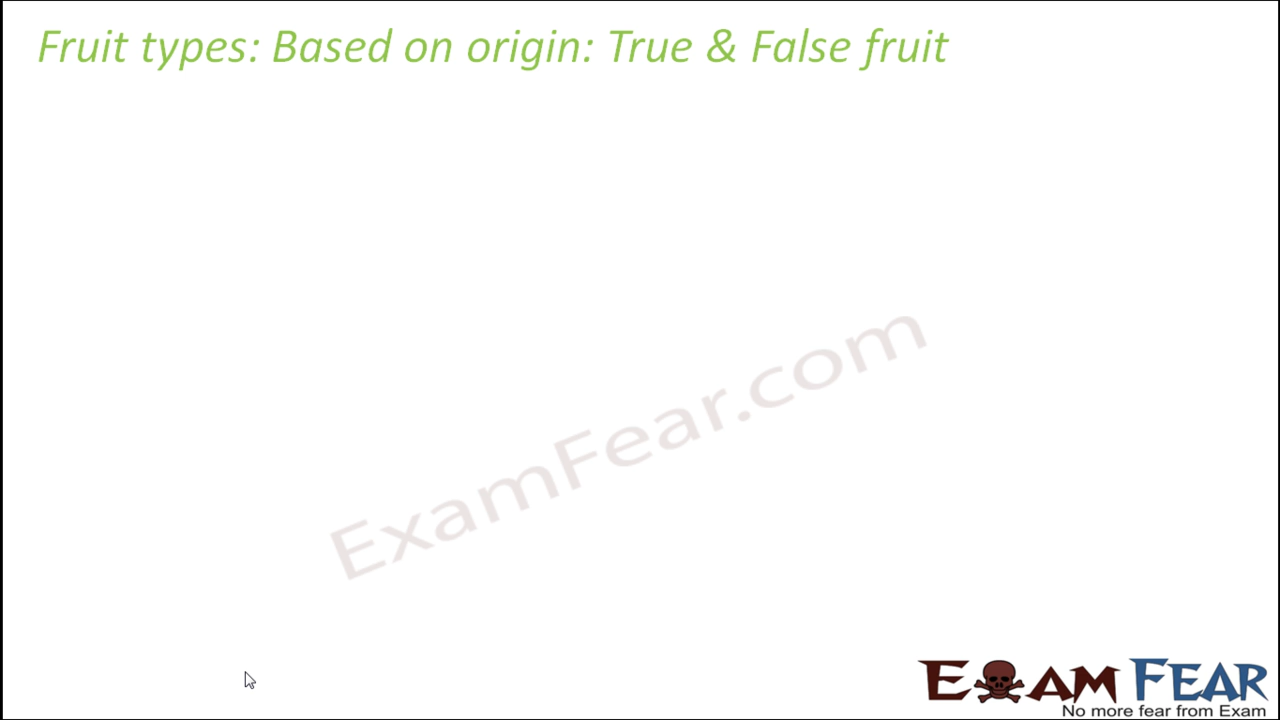 Fruit types: Based on origin: True & False fruit
ExamFear.com
EXAM FEAR
No more fear from Exam